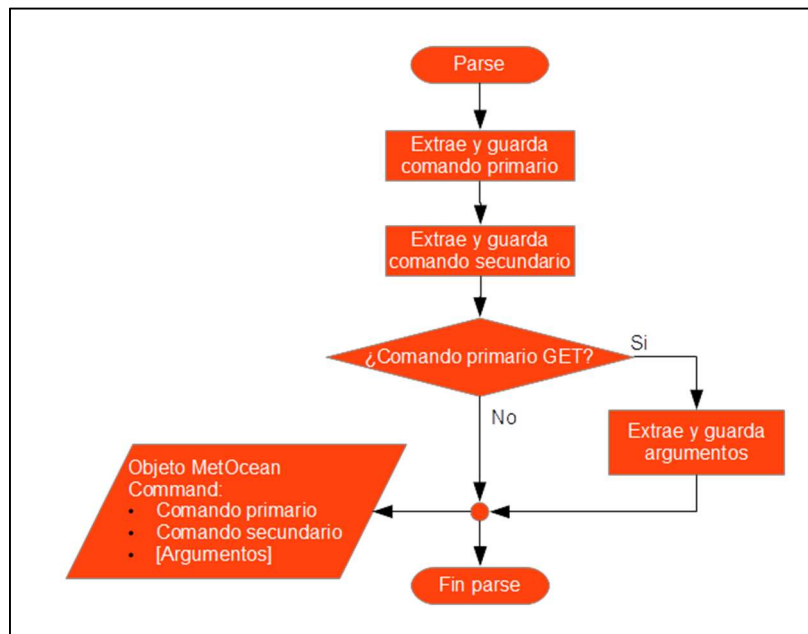 Parse
Extrae y guarda
comando primario
Extrae y guarda
comando secundario
¿Comando primario GET?
Si
No
Extrae y guarda
argumentos
Objeto MetOcean
Command:
• Comando primario
• Comando secundario
• [Argumentos]
Fin parse